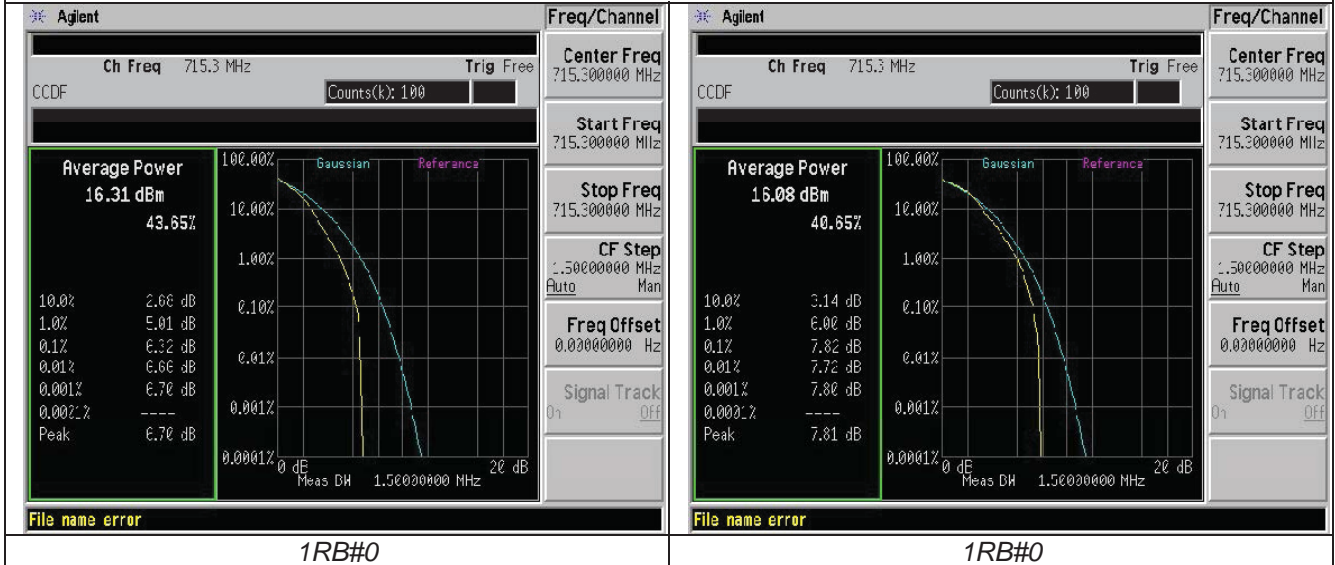 Agilent
Freq/Channel
Ch Freq 715.3 MHz
Trig Free
CCDF
Counts(k): 100
Average Power
16.31 dBm
43.65%
10.0% 2.68 dB
1.0% 5.01 dB
0.1% 6.32 dB
0.01% 6.66 dB
0.001% 6.70 dB
0.0001% ----
Peak 6.70 dB
Gaussian
Reference
100.00%
10.00%
1.00%
0.10%
0.01%
0.001%
0.0001%
0 dB
20 dB
Meas BW 1.50000000 MHz
Center Freq
715.300000 MHz
Start Freq
715.300000 MHz
Stop Freq
715.300000 MHz
CF Step
1.50000000 MHz
Auto Man
Freq Offset
0.00000000 Hz
Signal Track
On Off
File name error
1RB#0
Agilent
Freq/Channel
Ch Freq 715.3 MHz
Trig Free
CCDF
Counts(k): 100
Average Power
16.08 dBm
40.65%
10.0% 3.14 dB
1.0% 6.00 dB
0.1% 7.82 dB
0.01% 7.72 dB
0.001% 7.80 dB
0.0001% ----
Peak 7.81 dB
Gaussian
Reference
100.00%
10.00%
1.00%
0.10%
0.01%
0.001%
0.0001%
0 dB
20 dB
Meas BW 1.50000000 MHz
Center Freq
715.300000 MHz
Start Freq
715.300000 MHz
Stop Freq
715.300000 MHz
CF Step
1.50000000 MHz
Auto Man
Freq Offset
0.00000000 Hz
Signal Track
On Off
File name error
1RB#0